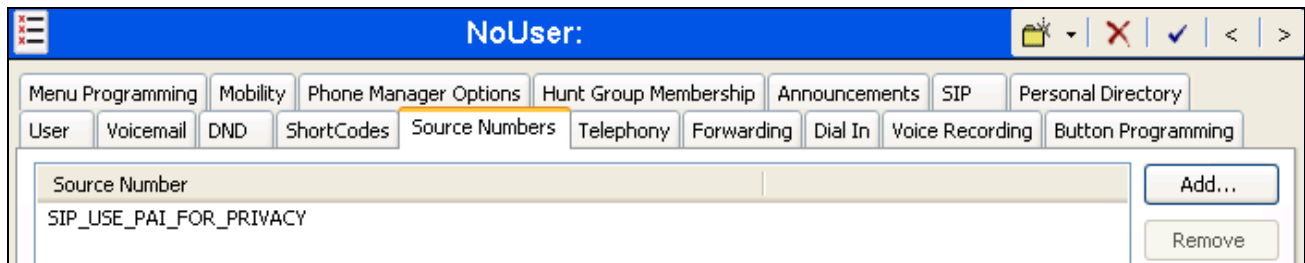 NoUser:
< >
Menu Programming Mobility Phone Manager Options Hunt Group Membership Announcements SIP Personal Directory
User Voicemail DND ShortCodes Source Numbers Telephony Forwarding Dial In Voice Recording Button Programming
Source Number
Add...
SIP_USE_PAI_FOR_PRIVACY
Remove